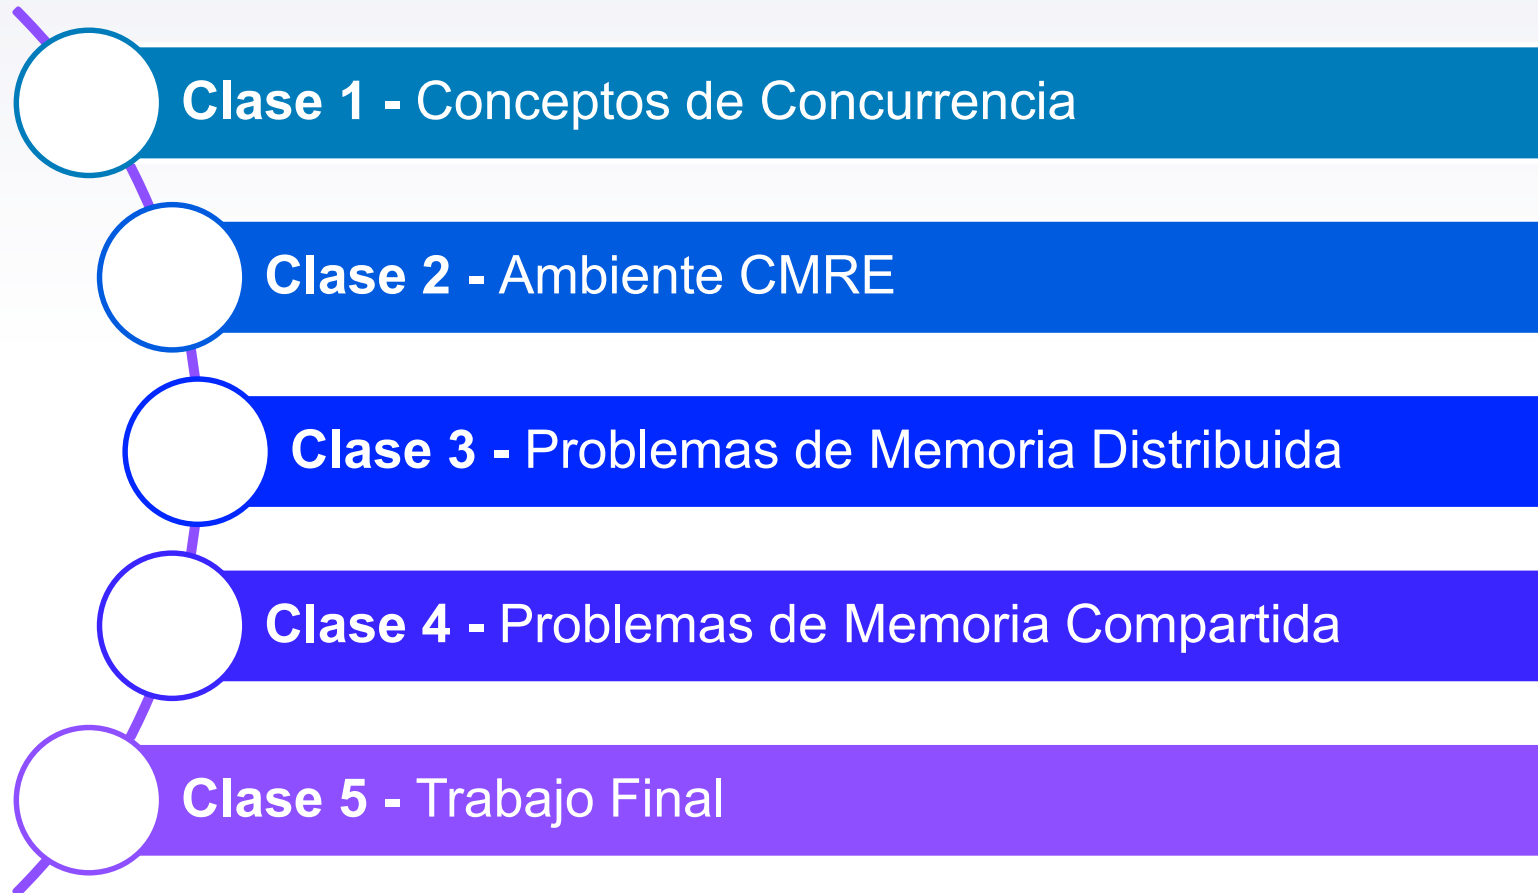 Clase 1 - Conceptos de Concurrencia
Clase 2 - Ambiente CMRE
Clase 3 - Problemas de Memoria Distribuida
Clase 4 - Problemas de Memoria Compartida
Clase 5 - Trabajo Final